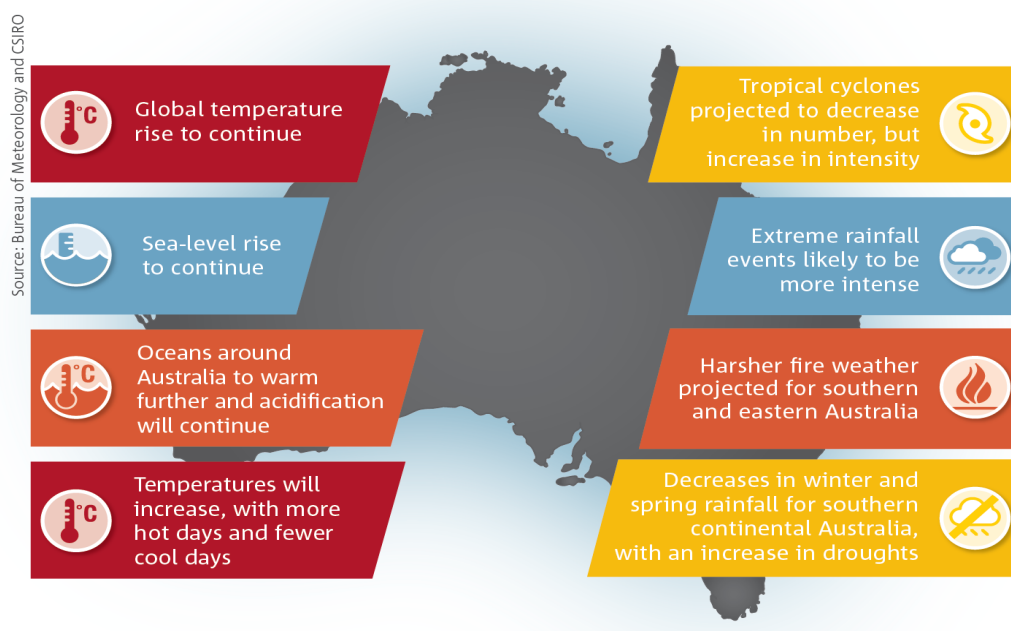 Source: Bureau of Meteorology and CSIRO
°C
Global temperature
rise to continue
Sea-level rise
to continue
°C
Oceans around
Australia to warm
further and acidification
will continue
°C
Temperatures will
increase, with more
hot days and fewer
cool days
Tropical cyclones
projected to decrease
in number, but
increase in intensity
Extreme rainfall
events likely to be
more intense
Harsher fire weather
projected for southern
and eastern Australia
Decreases in winter and
spring rainfall for southern
continental Australia,
with an increase in droughts